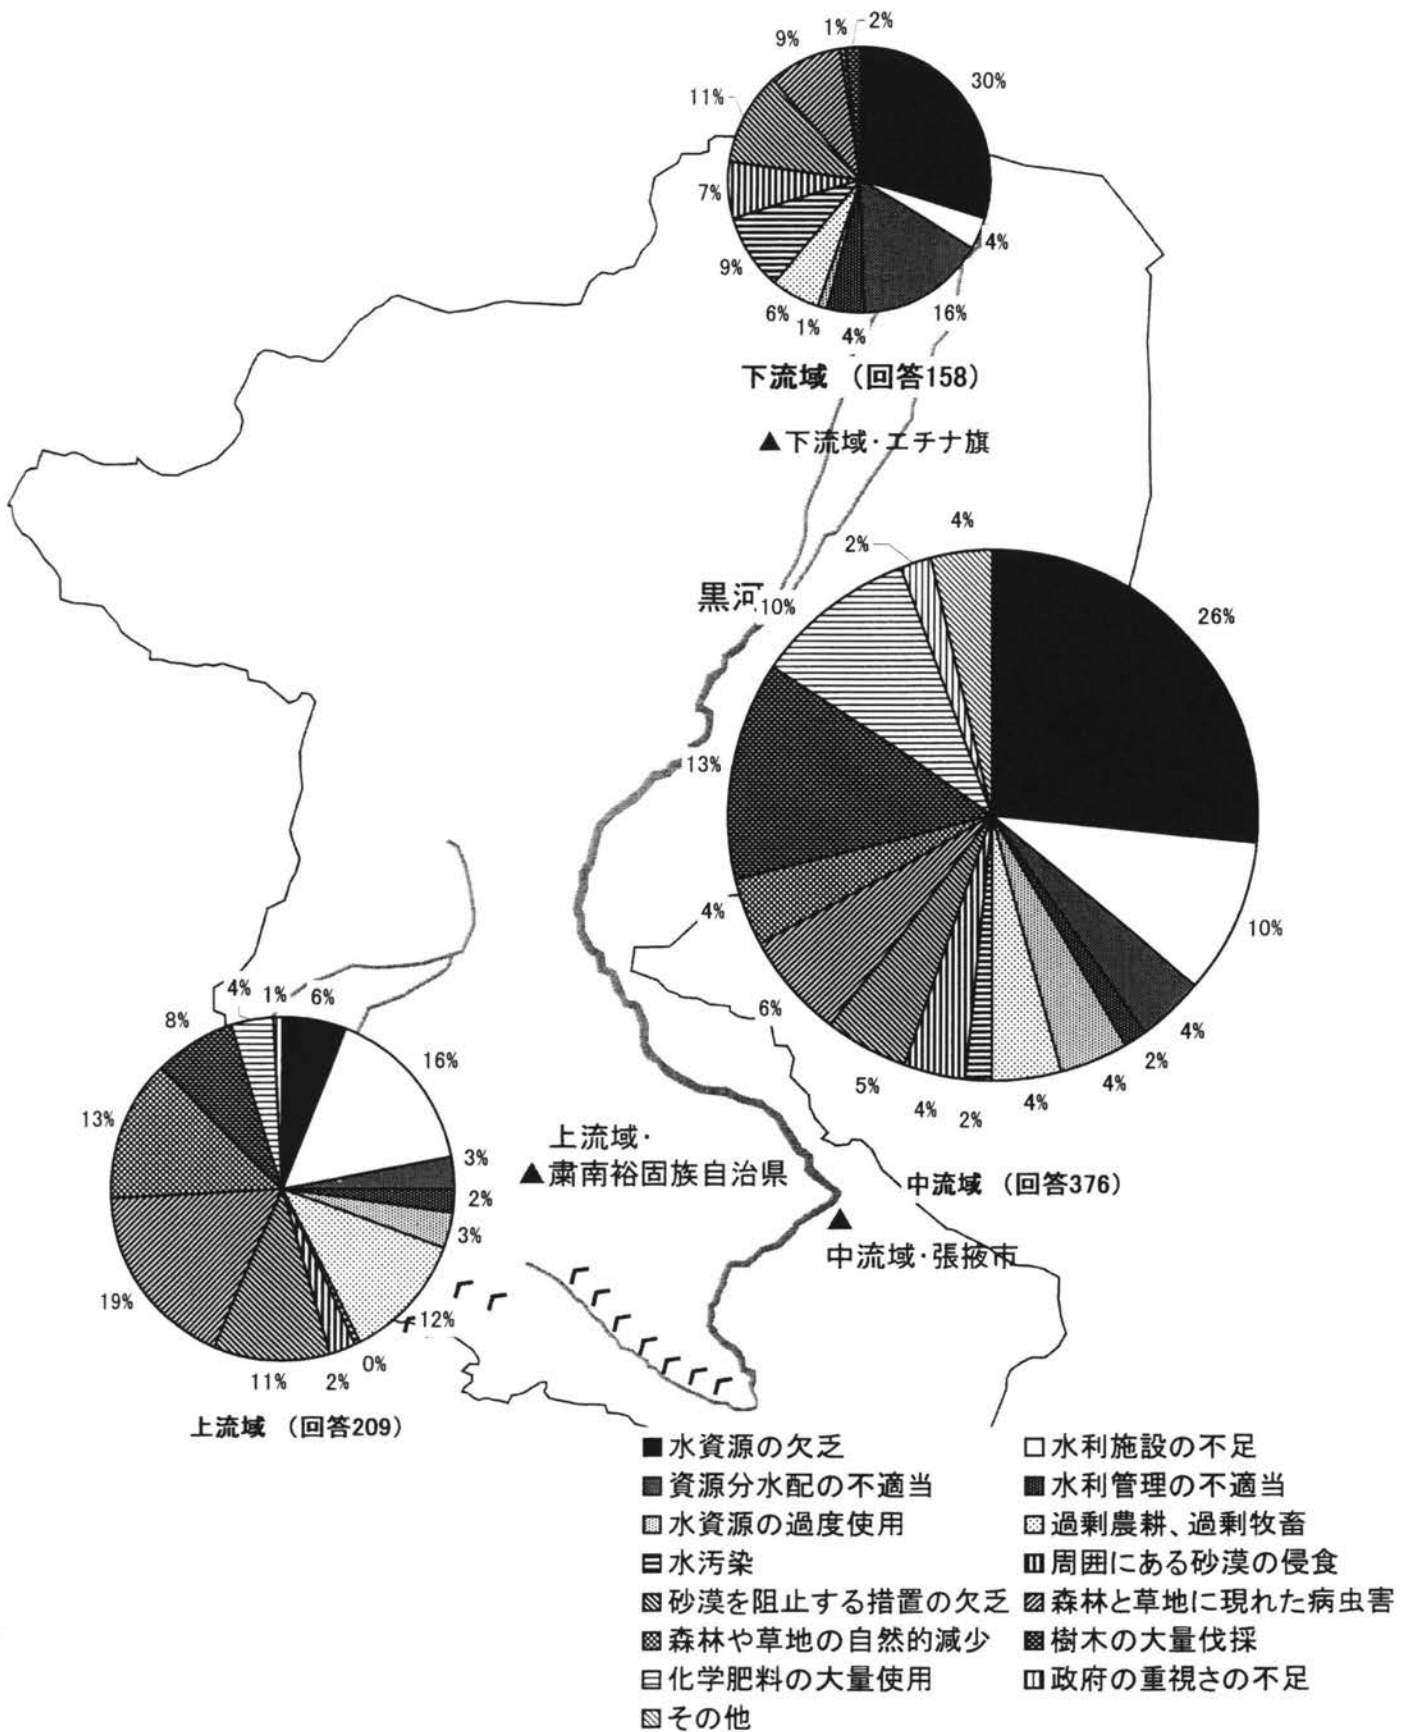 1%
2%
9%
30%
11%
7%
4%
9%
6%
1%
4%
16%
下流域 (回答158)
▲下流域・エチナ旗
4%
2%
黒河
10%
26%
13%
4%
10%
6%
5%
4%
2%
4%
4%
2%
4%
中流域 (回答376)
4%
1%
6%
8%
16%
13%
3%
2%
3%
19%
12%
0%
2%
11%
上流域 (回答209)
上流域・
▲粛南裕固族自治県
▲
中流域・張掖市
■水資源の欠乏 □水利施設の不足
資源分水配の不適当 水利管理の不適当
水資源の過度使用 過剰農耕、過剰牧畜
水汚染 周囲にある砂漠の侵食
砂漠を阻止する措置の欠乏 森林と草地に現れた病虫害
森林や草地の自然的減少 樹木の大量伐採
化学肥料の大量使用 政府の重視さの不足
その他